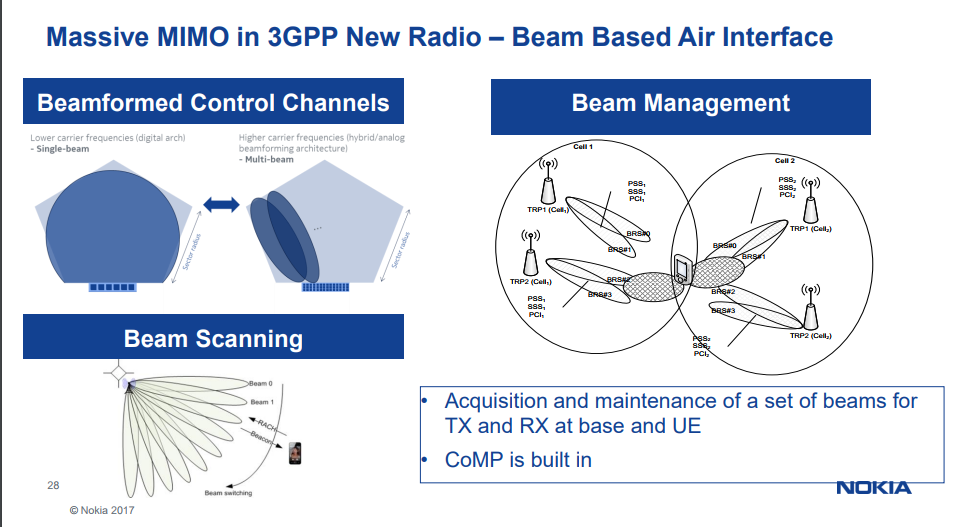 Massive MIMO in 3GPP New Radio – Beam Based Air Interface
Beamformed Control Channels
Lower carrier frequencies (digital arch)
- Single-beam
Higher carrier frequencies (hybrid/analog
beamforming architecture)
- Multi-beam
...
Sector radius
Sector radius
Beam Scanning
Beam 0
Beam 1
RACH
Beacon
Beam switching
Beam Management
Cell 1
TRP1 (Cell₁)
PSS₁
SSS₁
PCI₁
BRS#0
BRS#1
TRP2 (Cell₁)
BRS#2
BRS#3
PSS₁
SSS₁
PCI₁
Cell 2
PSS₂
SSS₂
PCI₂
TRP1 (Cell₂)
BRS#0
BRS#1
BRS#2
BRS#3
TRP2 (Cell₂)
PSS₂
SSS₂
PCI₂
• Acquisition and maintenance of a set of beams for
TX and RX at base and UE
• CoMP is built in
28
© Nokia 2017
NOKIA